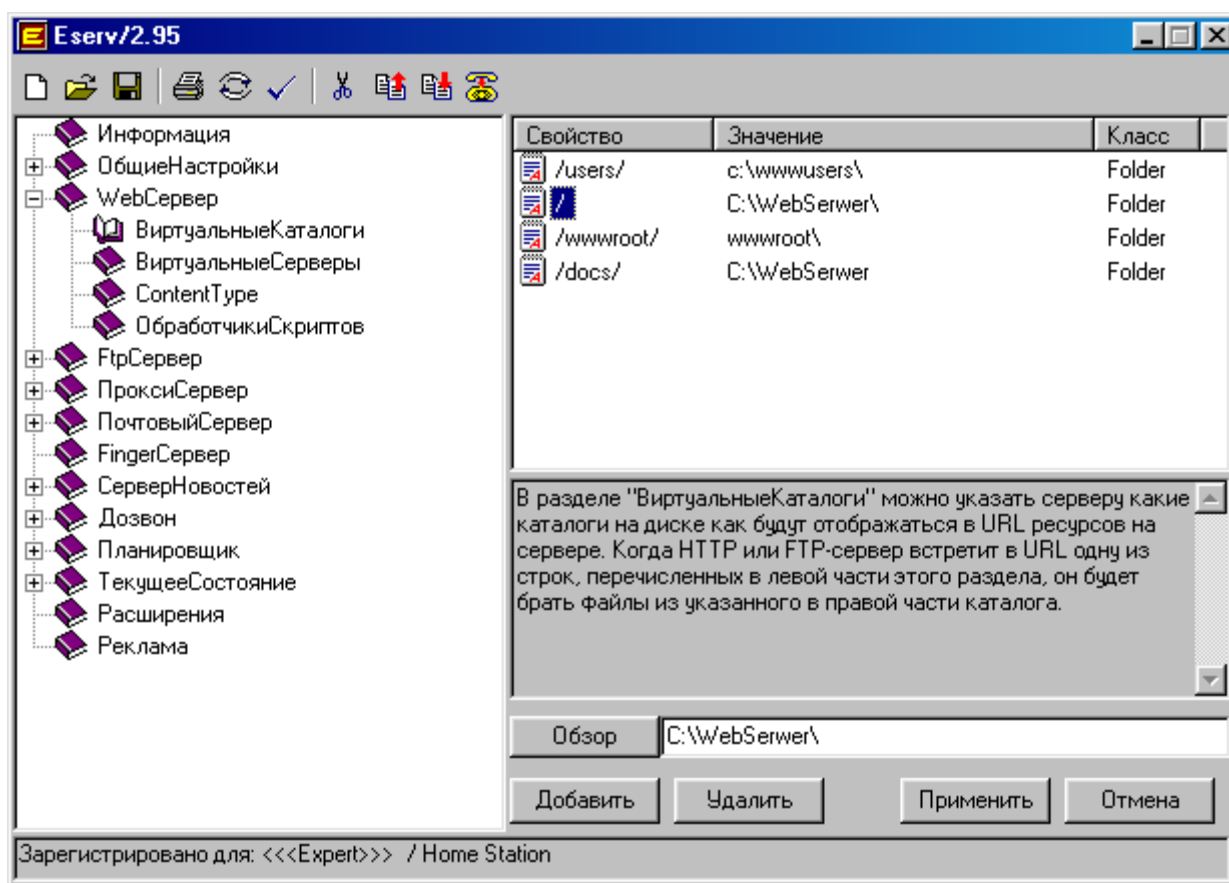 Eserv/2.95
Информация
ОбщиеНастройки
WebСервер
ВиртуальныеКаталоги
ВиртуальныеСерверы
ContentType
ОбработчикиСкриптов
FtpСервер
ПроксиСервер
ПочтовыйСервер
FingerСервер
СерверНовостей
Дозвон
Планировщик
ТекущееСостояние
Расширения
Реклама
Свойство Значение Класс
/users/ c:\wwwusers\ Folder
/ C:\WebSerwer\ Folder
/wwwroot/ wwwroot\ Folder
/docs/ C:\WebSerwer Folder
В разделе "ВиртуальныеКаталоги" можно указать серверу какие
каталоги на диске как будут отображаться в URL ресурсов на
сервере. Когда HTTP или FTP-сервер встретит в URL одну из
строк, перечисленных в левой части этого раздела, он будет
брать файлы из указанного в правой части каталога.
Обзор C:\WebSerwer\
Добавить Удалить Применить Отмена
Зарегистрировано для: <<<Expert>>> / Home Station